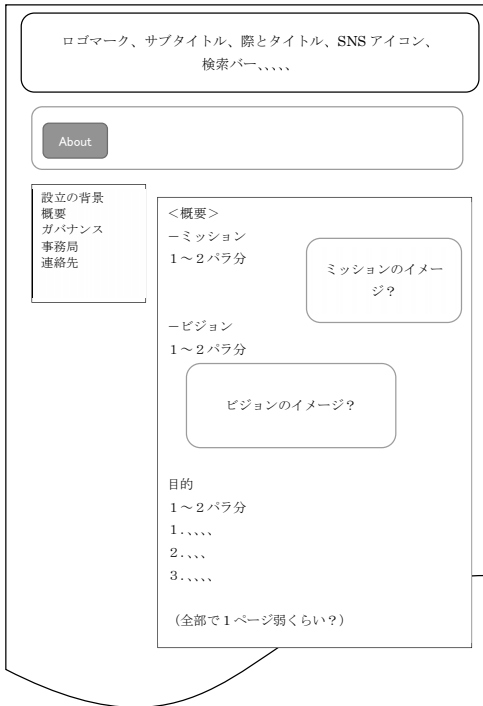 ロゴマーク、サブタイトル、際とタイトル、SNS アイコン、
検索バー、、、、、
About
設立の背景
概要
ガバナンス
事務局
連絡先
＜概要＞
－ミッション
１～２パラ分
ミッションのイメー
ジ？
－ビジョン
１～２パラ分
ビジョンのイメージ？
目的
１～２パラ分
１．、、、、
２．、、、
３．、、、、
（全部で１ページ弱くらい？）